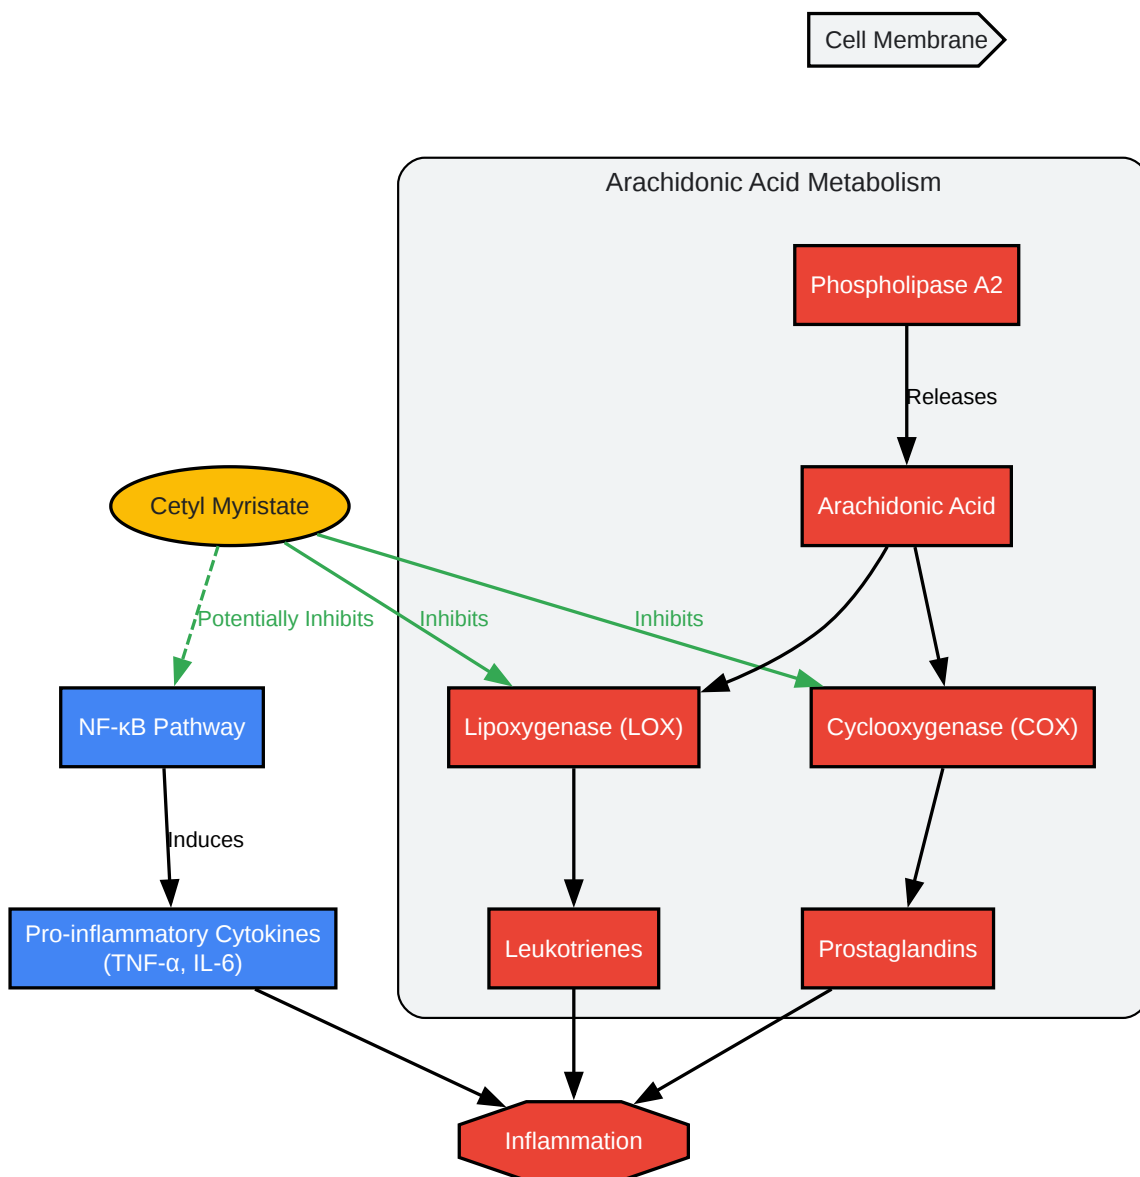 Cell Membrane
Arachidonic Acid Metabolism
Phospholipase A2
Releases
Cetyl Myristate
Arachidonic Acid
Potentially Inhibits
Inhibits
Inhibits
NF-κB Pathway
Lipoxygenase (LOX)
Cyclooxygenase (COX)
Induces
Pro-inflammatory Cytokines
(TNF-α, IL-6)
Leukotrienes
Prostaglandins
Inflammation